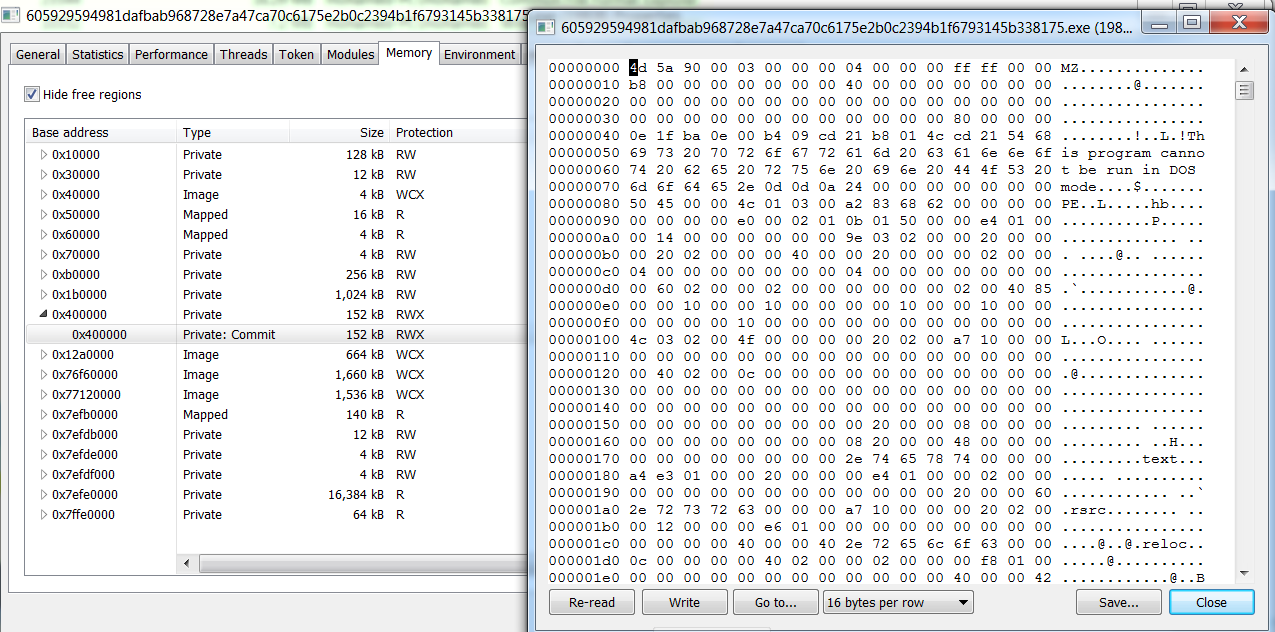 605929594981dafbab968728e7a47ca70c6175e2b0c2394b1f6793145b338175
General Statistics Performance Threads Token Modules Memory Environment
Hide free regions
Base address Type Size Protection
0x10000 Private 128 kB RW
0x30000 Private 12 kB RW
0x40000 Image 4 kB WCX
0x50000 Mapped 16 kB R
0x60000 Mapped 4 kB R
0x70000 Private 4 kB RW
0xb0000 Private 256 kB RW
0x1b0000 Private 1,024 kB RW
0x400000 Private 152 kB RWX
0x400000 Private: Commit 152 kB RWX
0x12a0000 Image 664 kB WCX
0x76f60000 Image 1,660 kB WCX
0x77120000 Image 1,536 kB WCX
0x7efb0000 Mapped 140 kB R
0x7efdb000 Private 12 kB RW
0x7efde000 Private 4 kB RW
0x7efdf000 Private 4 kB RW
0x7efe0000 Private 16,384 kB R
0x7ffe0000 Private 64 kB R
605929594981dafbab968728e7a47ca70c6175e2b0c2394b1f6793145b338175.exe (198...
00000000 4d 5a 90 00 03 00 00 00 04 00 00 00 ff ff 00 00 MZ..............
00000010 b8 00 00 00 00 00 00 00 40 00 00 00 00 00 00 00 ........@.......
00000020 00 00 00 00 00 00 00 00 00 00 00 00 00 00 00 00 ................
00000030 00 00 00 00 00 00 00 00 00 00 00 00 80 00 00 00 ................
00000040 0e 1f ba 0e 00 b4 09 cd 21 b8 01 4c cd 21 54 68 ........!..L.!Th
00000050 69 73 20 70 72 6f 67 72 61 6d 20 63 61 6e 6e 6f is program canno
00000060 74 20 62 65 20 72 75 6e 20 69 6e 20 44 4f 53 20 t be run in DOS
00000070 6d 6f 64 65 2e 0d 0d 0a 24 00 00 00 00 00 00 00 mode....$.......
00000080 50 45 00 00 4c 01 03 00 a2 83 68 62 00 00 00 00 PE..L.....hb....
00000090 00 00 00 00 e0 00 02 01 0b 01 50 00 00 e4 01 00 ..........P.....
000000a0 00 14 00 00 00 00 00 00 9e 03 02 00 00 20 00 00 ............. ..
000000b0 00 20 02 00 00 00 40 00 00 20 00 00 00 02 00 00 . ....@.. ......
000000c0 04 00 00 00 00 00 00 00 04 00 00 00 00 00 00 00 ................
000000d0 00 60 02 00 00 02 00 00 00 00 00 00 02 00 40 85 .`............@.
000000e0 00 00 10 00 00 10 00 00 00 00 10 00 00 10 00 00 ................
000000f0 00 00 00 00 10 00 00 00 00 00 00 00 00 00 00 00 ................
00000100 4c 03 02 00 4f 00 00 00 00 20 02 00 a7 10 00 00 L...O.... ......
00000110 00 00 00 00 00 00 00 00 00 00 00 00 00 00 00 00 ................
00000120 00 40 02 00 0c 00 00 00 00 00 00 00 00 00 00 00 .@..............
00000130 00 00 00 00 00 00 00 00 00 00 00 00 00 00 00 00 ................
00000140 00 00 00 00 00 00 00 00 00 00 00 00 00 00 00 00 ................
00000150 00 00 00 00 00 00 00 00 00 20 00 00 08 00 00 00 ......... ......
00000160 00 00 00 00 00 00 00 00 08 20 00 00 48 00 00 00 ......... ..H...
00000170 00 00 00 00 00 00 00 00 2e 74 65 78 74 00 00 00 .........text...
00000180 a4 e3 01 00 00 20 00 00 00 e4 01 00 00 02 00 00 ..... ..........
00000190 00 00 00 00 00 00 00 00 00 00 00 00 20 00 00 60 ............ ..`
000001a0 2e 72 73 72 63 00 00 00 a7 10 00 00 00 20 02 00 .rsrc........ ..
000001b0 00 12 00 00 00 e6 01 00 00 00 00 00 00 00 00 00 ................
000001c0 00 00 00 00 40 00 00 40 2e 72 65 6c 6f 63 00 00 ....@..@.reloc..
000001d0 0c 00 00 00 00 40 02 00 00 02 00 00 00 f8 01 00 .....@..........
000001e0 00 00 00 00 00 00 00 00 00 00 00 00 40 00 00 42 ............@..B
Re-read Write Go to... 16 bytes per row Save... Close